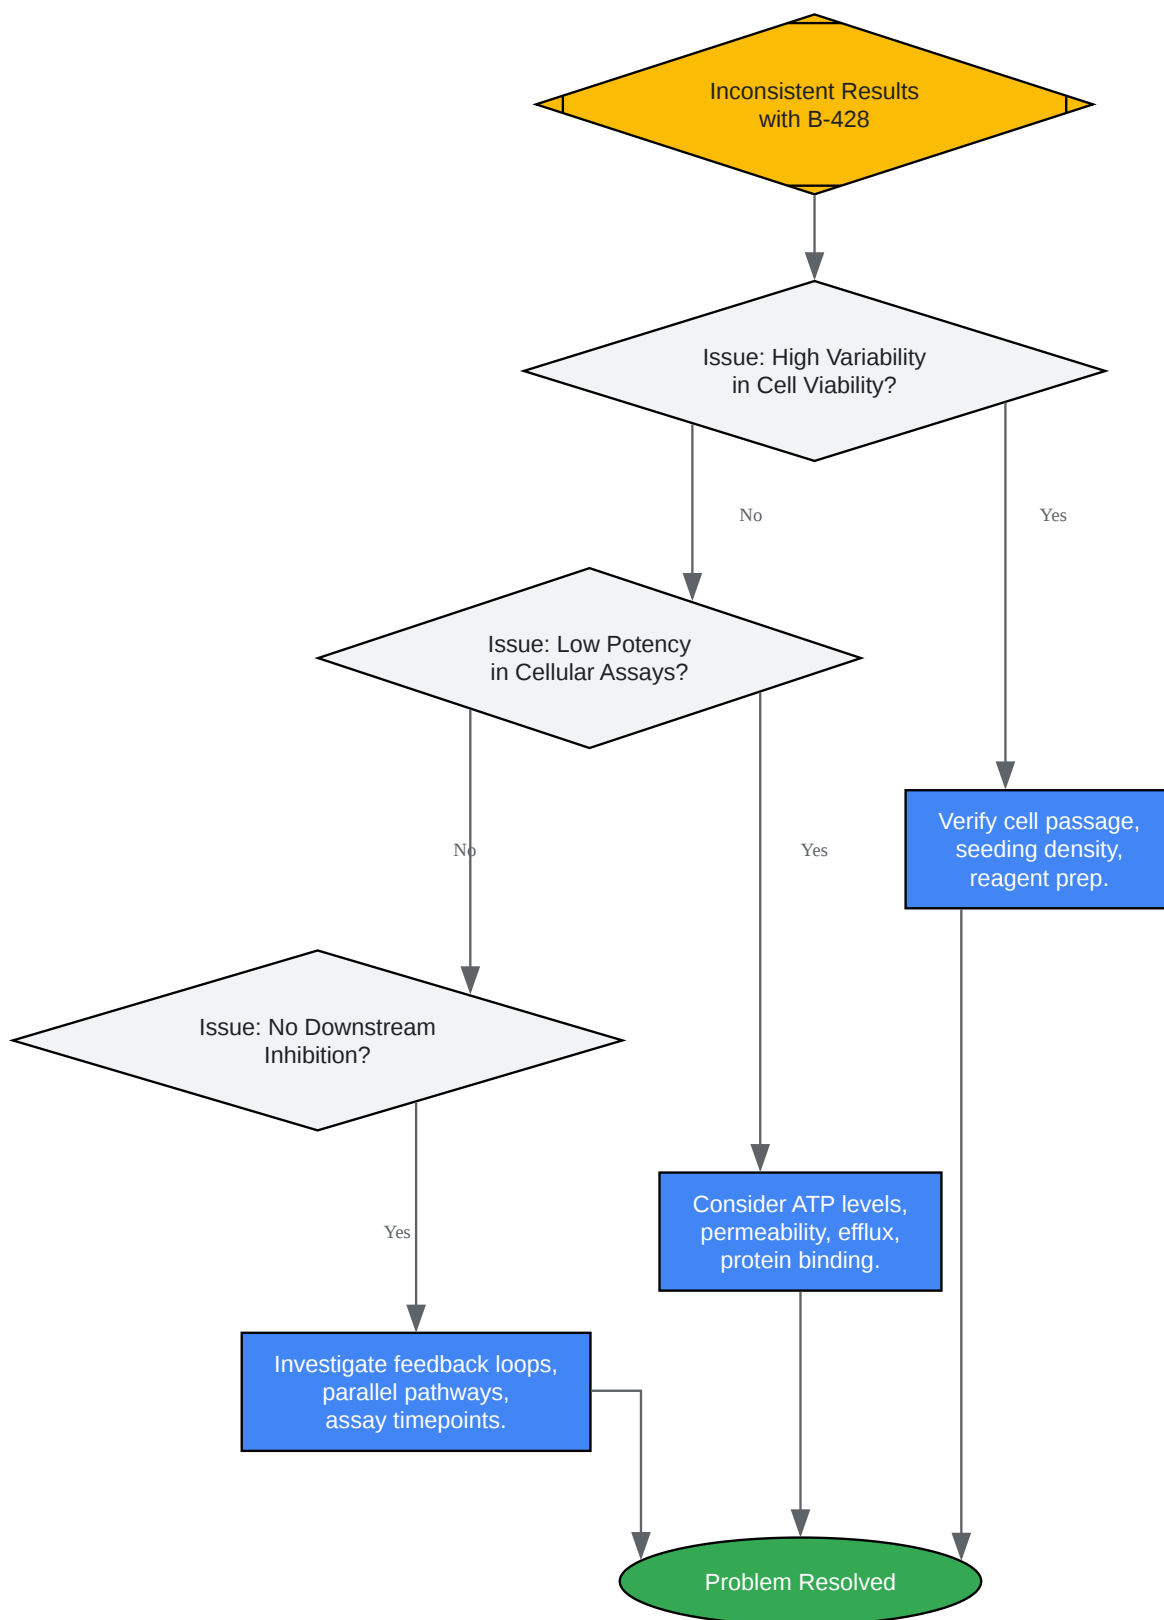 Inconsistent Results
with B-428
Issue: High Variability
in Cell Viability?
No
Yes
Issue: Low Potency
in Cellular Assays?
Verify cell passage,
seeding density,
reagent prep.
No
Yes
Issue: No Downstream
Inhibition?
Consider ATP levels,
permeability, efflux,
protein binding.
Yes
Investigate feedback loops,
parallel pathways,
assay timepoints.
Problem Resolved